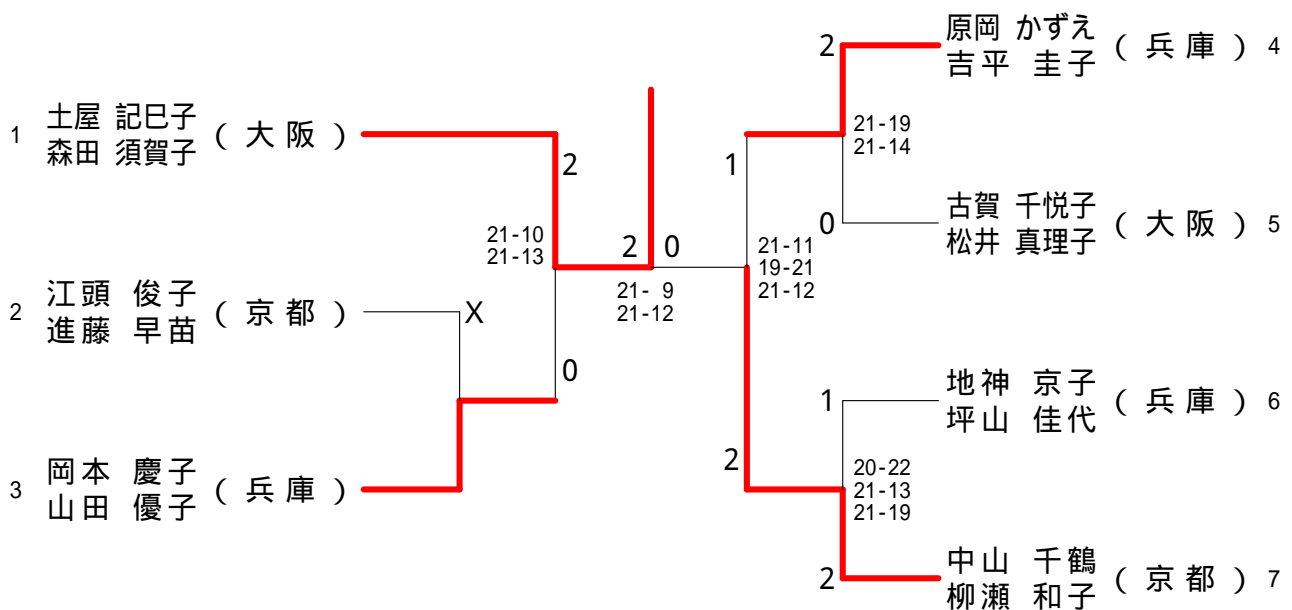 1 土屋 記巳子 ( 大 阪 )
森田 須賀子
2
21-10
21-13
2 江頭 俊子 ( 京 都 )
進藤 早苗
X
0
3 岡本 慶子 ( 兵 庫 )
山田 優子
2 0
21- 9
21-12
原岡 かずえ ( 兵 庫 ) 4
吉平 圭子
2
21-19
21-14
1
古賀 千悦子 ( 大 阪 ) 5
松井 真理子
0
21-11
19-21
21-12
地神 京子 ( 兵 庫 ) 6
坪山 佳代
1
2
20-22
21-13
21-19
中山 千鶴 ( 京 都 ) 7
柳瀬 和子
2